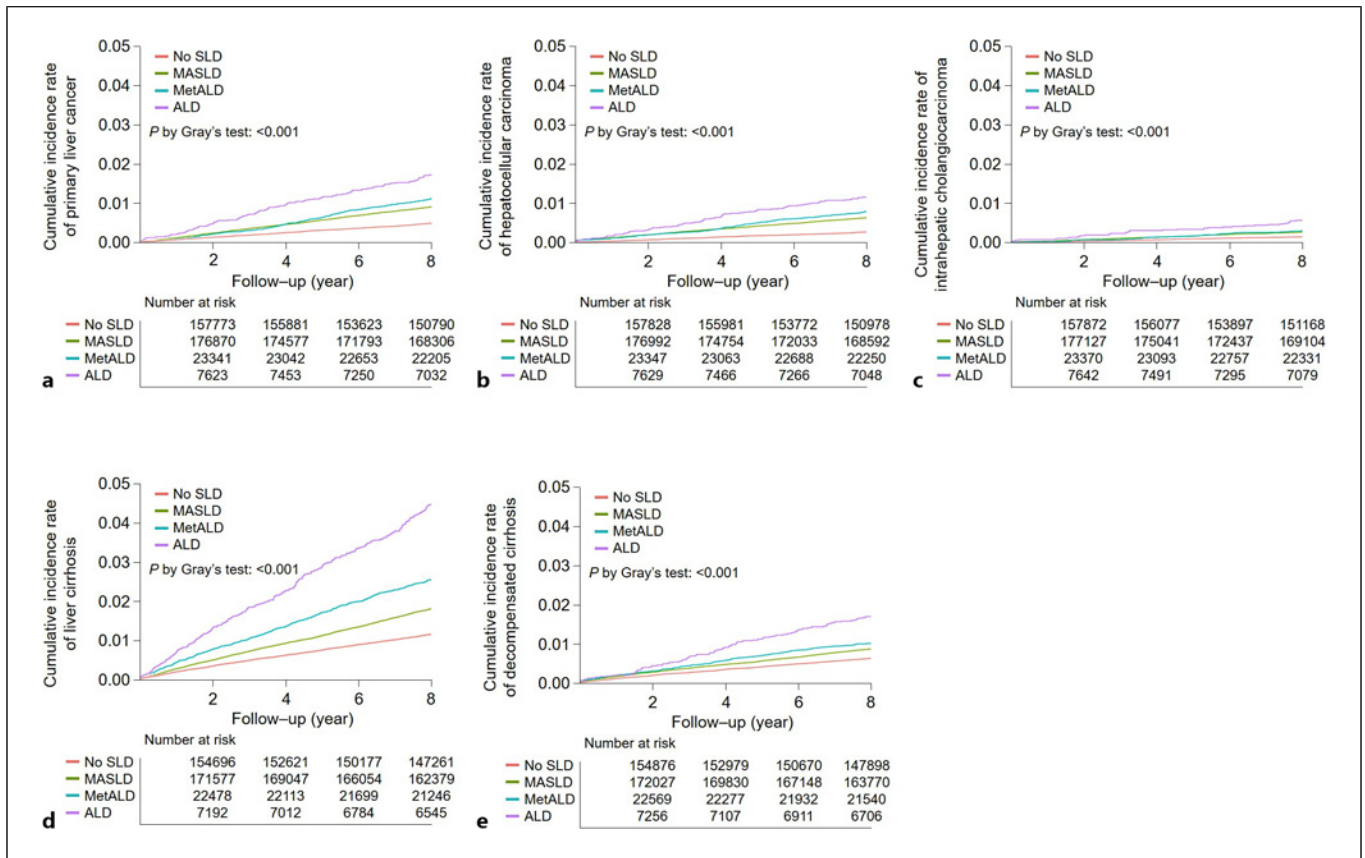 Cumulative incidence rate
of primary liver cancer
0.05
0.04
0.03
0.02
0.01
0.00
No SLD
MASLD
MetALD
ALD
P by Gray's test: <0.001
2 4 6 8
Follow–up (year)
Number at risk
No SLD 157773 155881 153623 150790
MASLD 176870 174577 171793 168306
MetALD 23341 23042 22653 22205
ALD 7623 7453 7250 7032
a
Cumulative incidence rate
of hepatocellular carcinoma
0.05
0.04
0.03
0.02
0.01
0.00
No SLD
MASLD
MetALD
ALD
P by Gray's test: <0.001
2 4 6 8
Follow–up (year)
Number at risk
No SLD 157828 155981 153772 150978
MASLD 176992 174754 172033 168592
MetALD 23347 23063 22688 22250
ALD 7629 7466 7266 7048
b
Cumulative incidence rate of
intrahepatic cholangiocarcinoma
0.05
0.04
0.03
0.02
0.01
0.00
No SLD
MASLD
MetALD
ALD
P by Gray's test: <0.001
2 4 6 8
Follow–up (year)
Number at risk
No SLD 157872 156077 153897 151168
MASLD 177127 175041 172437 169104
MetALD 23370 23093 22757 22331
ALD 7642 7491 7295 7079
c
Cumulative incidence rate
of liver cirrhosis
0.05
0.04
0.03
0.02
0.01
0.00
No SLD
MASLD
MetALD
ALD
P by Gray's test: <0.001
2 4 6 8
Follow–up (year)
Number at risk
No SLD 154696 152621 150177 147261
MASLD 171577 169047 166054 162379
MetALD 22478 22113 21699 21246
ALD 7192 7012 6784 6545
d
Cumulative incidence rate
of decompensated cirrhosis
0.05
0.04
0.03
0.02
0.01
0.00
No SLD
MASLD
MetALD
ALD
P by Gray's test: <0.001
2 4 6 8
Follow–up (year)
Number at risk
No SLD 154876 152979 150670 147898
MASLD 172027 169830 167148 163770
MetALD 22569 22277 21932 21540
ALD 7256 7107 6911 6706
e